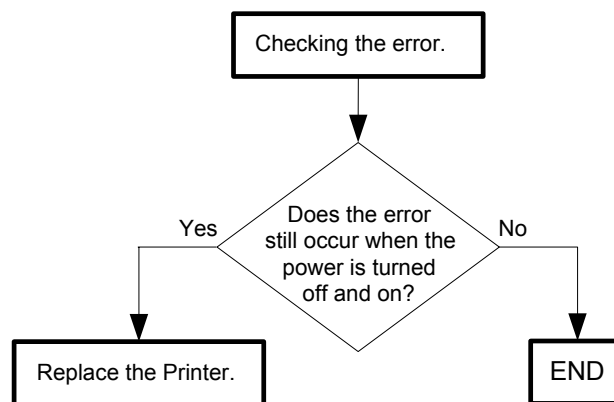 Checking the error.
Does the error
still occur when the
power is turned
off and on?
Yes
No
Replace the Printer.
END